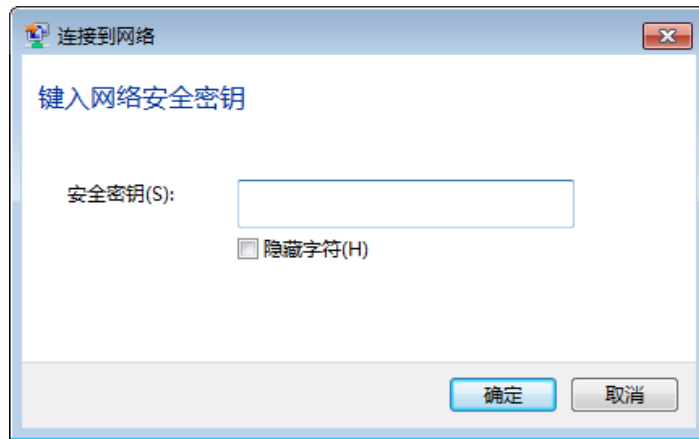 连接到网络
键入网络安全密钥
安全密钥(S):
隐藏字符(H)
确定
取消